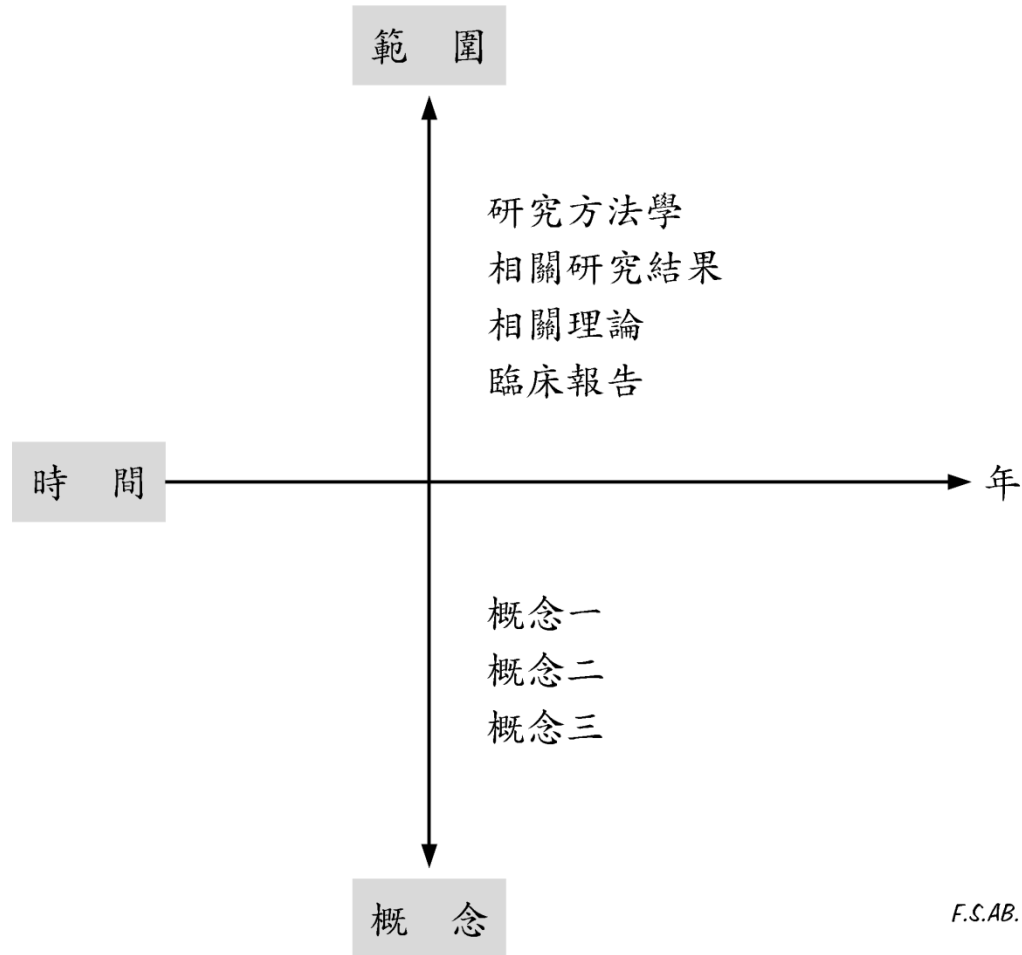 範 圍
研究方法學
相關研究結果
相關理論
臨床報告
時 間
年
概念一
概念二
概念三
概 念
F.S.AB.